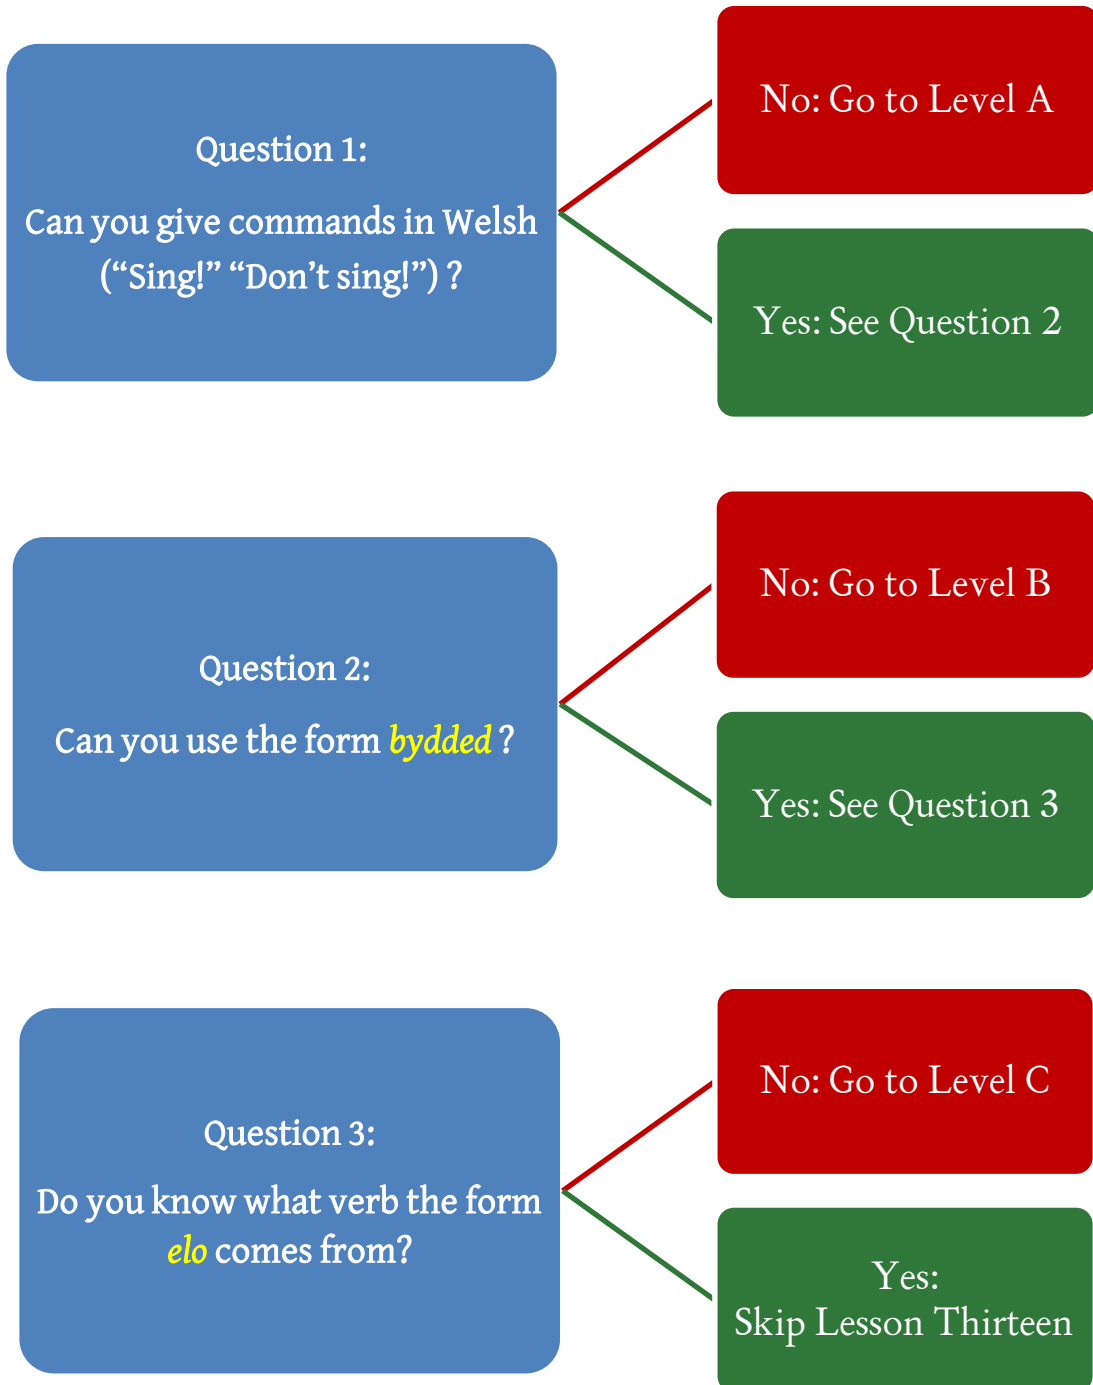 Question 1:
Can you give commands in Welsh
(“Sing!” “Don’t sing!”) ?
No: Go to Level A
Yes: See Question 2
Question 2:
Can you use the form bydded ?
No: Go to Level B
Yes: See Question 3
Question 3:
Do you know what verb the form
elo comes from?
No: Go to Level C
Yes:
Skip Lesson Thirteen